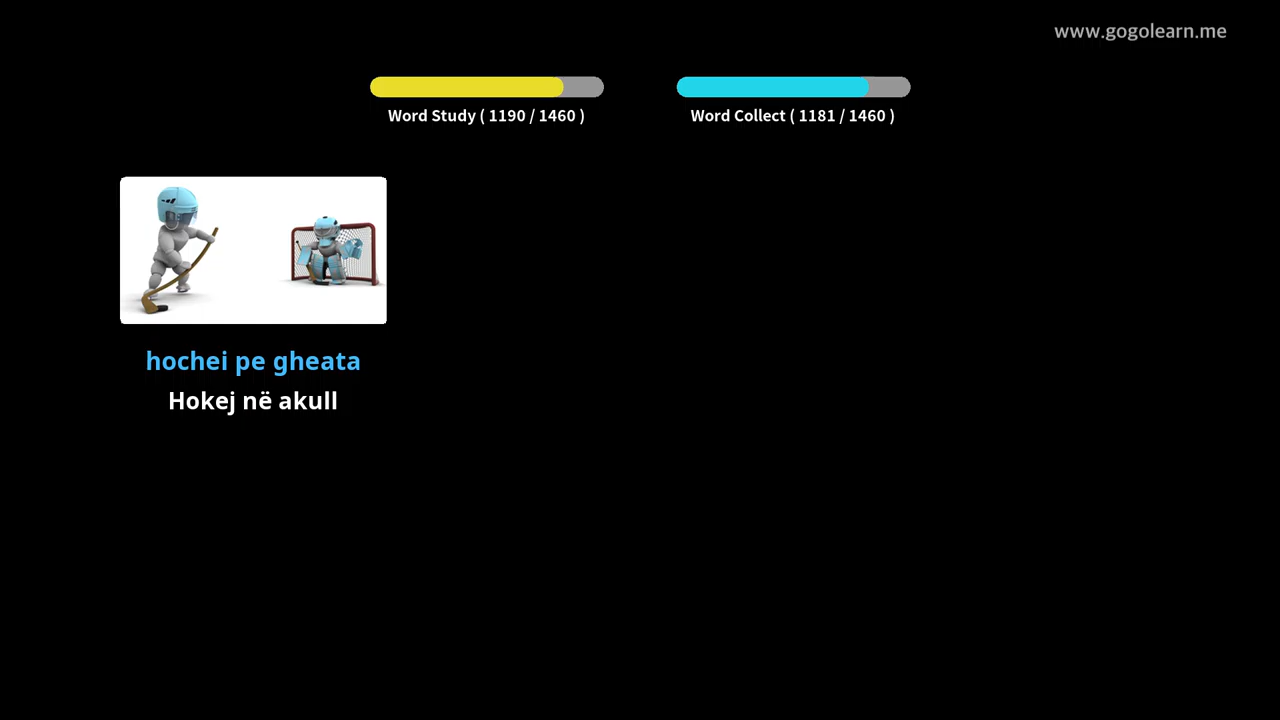 www.gogolearn.me
Word Study ( 1190 / 1460 )
Word Collect ( 1181 / 1460 )
hochei pe gheata
Hokej në akull